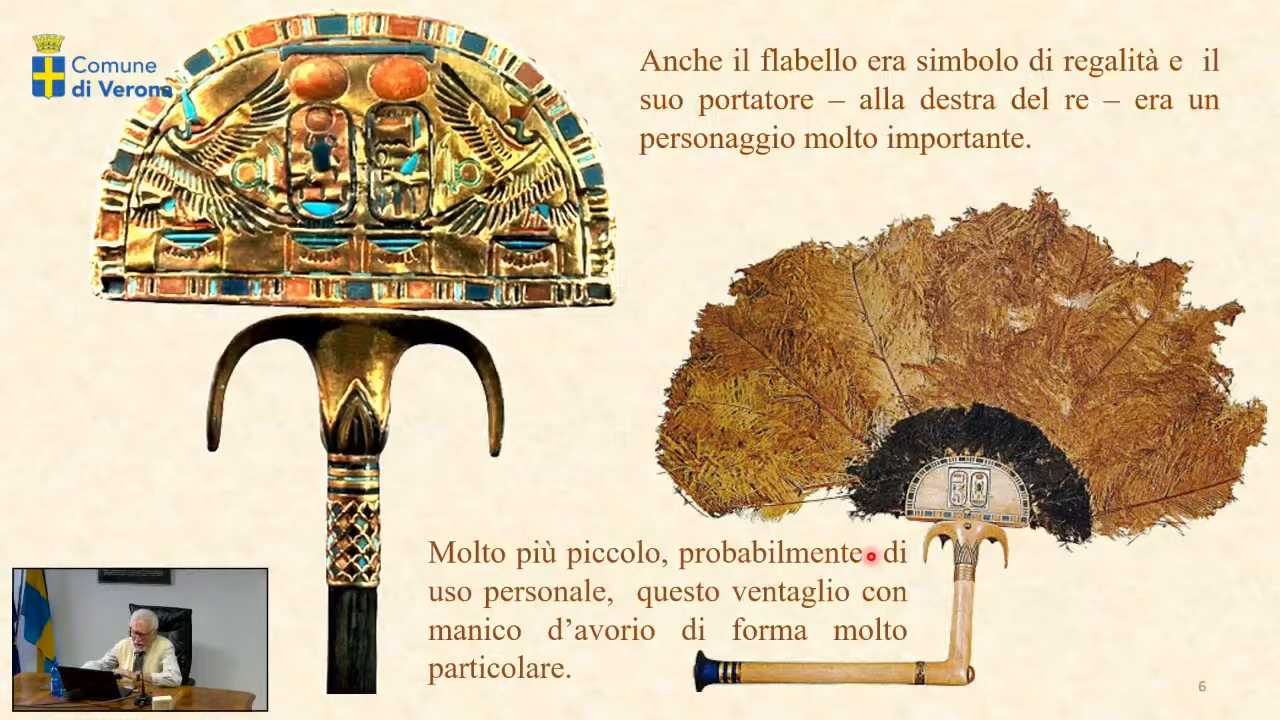 Comune
di Verona
Anche il flabello era simbolo di regalità e il
suo portatore – alla destra del re – era un
personaggio molto importante.
Molto più piccolo, probabilmente di
uso personale, questo ventaglio con
manico d’avorio di forma molto
particolare.
6